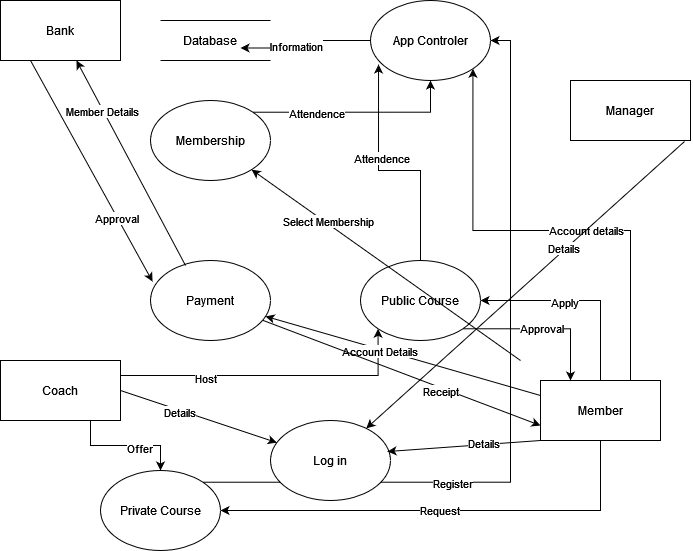 Bank
Database
Information
App Controler
Member Details
Attendence
Manager
Membership
Attendence
Approval
Select Membership
Account details
Details
Payment
Public Course
Apply
Approval
Account Details
Host
Receipt
Coach
Member
Details
Details
Offer
Log in
Register
Private Course
Request